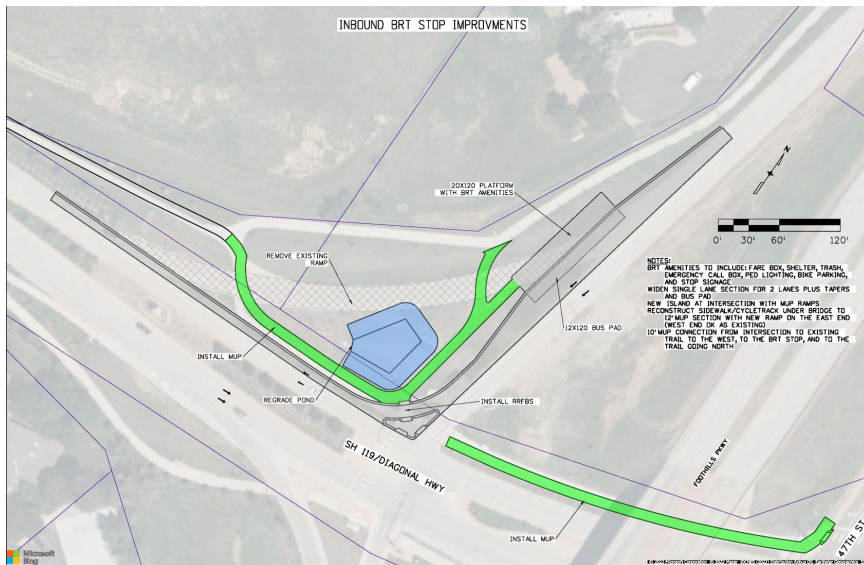 INBOUND BRT STOP IMPROVMENTS
N
20X120 PLATFORM
WITH BRT AMENITIES
0' 30' 60' 120'
REMOVE EXISTING
RAMP
NOTES:
BRT AMENITIES TO INCLUDE: FARE BOX, SHELTER, TRASH,
EMERGENCY CALL BOX, PED LIGHTING, BIKE PARKING,
AND STOP SIGNAGE
WIDEN SINGLE LANE SECTION FOR 2 LANES PLUS TAPERS
AND BUS PAD
NEW ISLAND AT INTERSECTION WITH MUP RAMPS
RECONSTRUCT SIDEWALK/CYCLETRACK UNDER BRIDGE TO
12' MUP SECTION WITH NEW RAMP ON THE EAST END
(WEST END OK AS EXISTING)
10' MUP CONNECTION FROM INTERSECTION TO EXISTING
TRAIL TO THE WEST, TO THE BRT STOP, AND TO THE
TRAIL GOING NORTH
12X120 BUS PAD
INSTALL MUP
REGRADE POND
INSTALL RRFBS
SH 119/DIAGONAL HWY
FOOTHILLS PKWY
INSTALL MUP
47TH ST
Microsoft
Bing